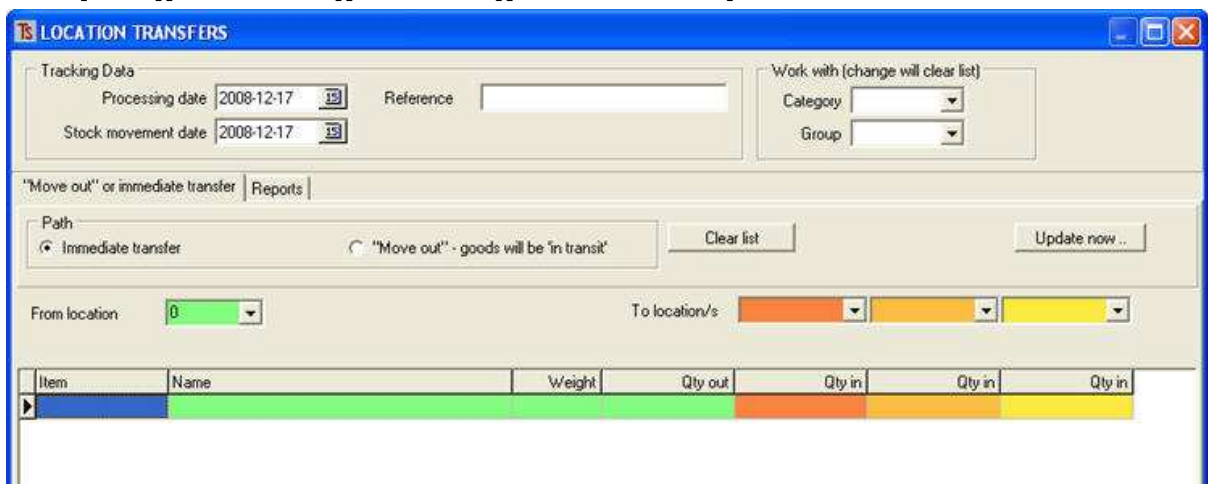 TS LOCATION TRANSFERS
Tracking Data
Work with (change will clear list)
Processing date 2008-12-17 15 Reference
Category
Stock movement date 2008-12-17 15
Group
"Move out" or immediate transfer Reports
Path
Immediate transfer "Move out" - goods will be 'in transit' Clear list Update now ..
From location 0 To location/s
Item Name Weight Qty out Qty in Qty in Qty in